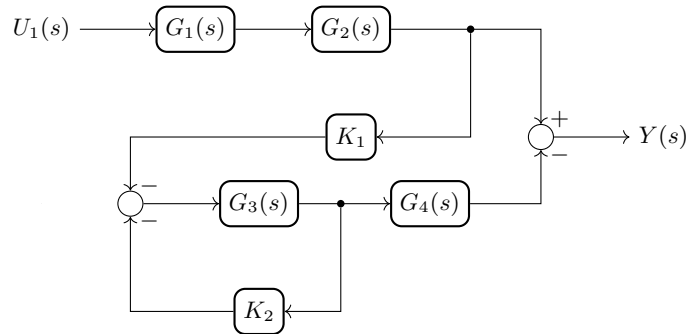 U₁(s) G₁(s) G₂(s)
+
K₁ Y(s)
− −
G₃(s) G₄(s)
−
K₂